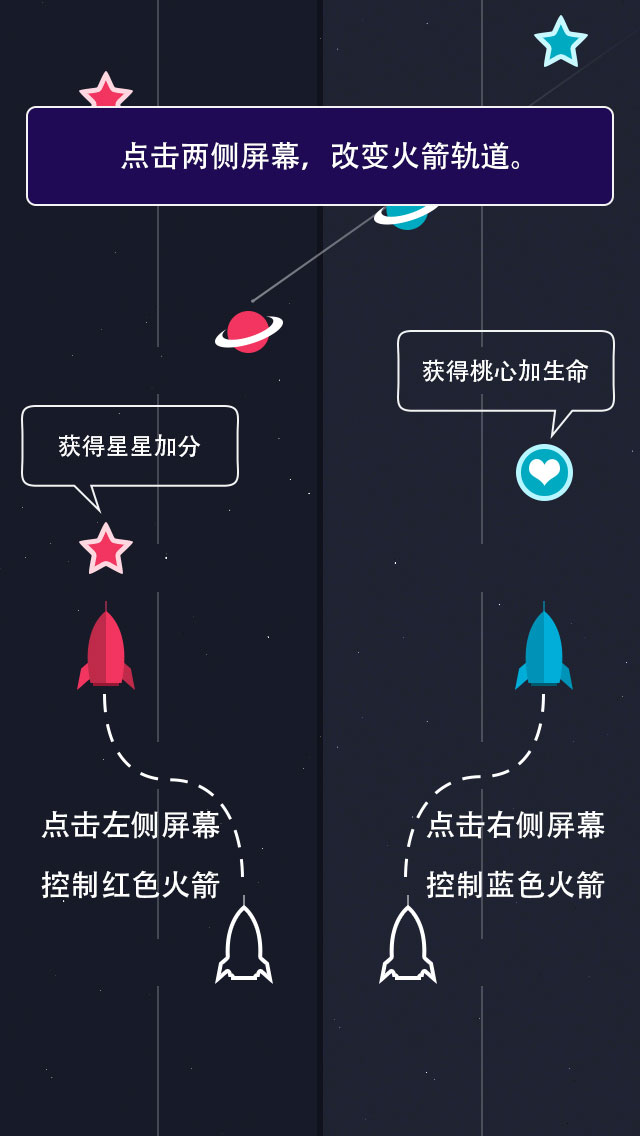 点击两侧屏幕，改变火箭轨道。
获得桃心加生命
获得星星加分
点击左侧屏幕
控制红色火箭
点击右侧屏幕
控制蓝色火箭